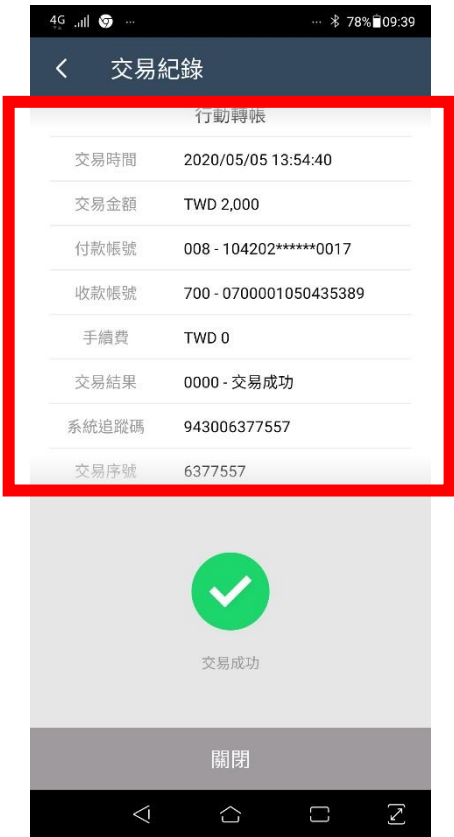 4G 78% 09:39
交易紀錄
行動轉帳
交易時間 2020/05/05 13:54:40
交易金額 TWD 2,000
付款帳號 008 - 104202******0017
收款帳號 700 - 0700001050435389
手續費 TWD 0
交易結果 0000 - 交易成功
系統追蹤碼 943006377557
交易序號 6377557
交易成功
關閉